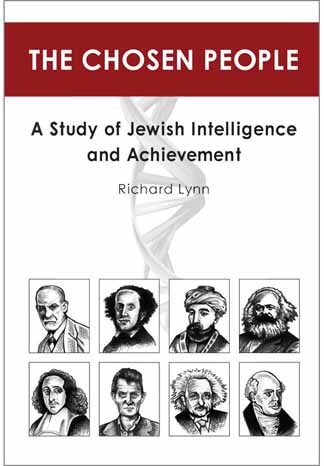 THE CHOSEN PEOPLE
A Study of Jewish Intelligence
and Achievement
Richard Lynn